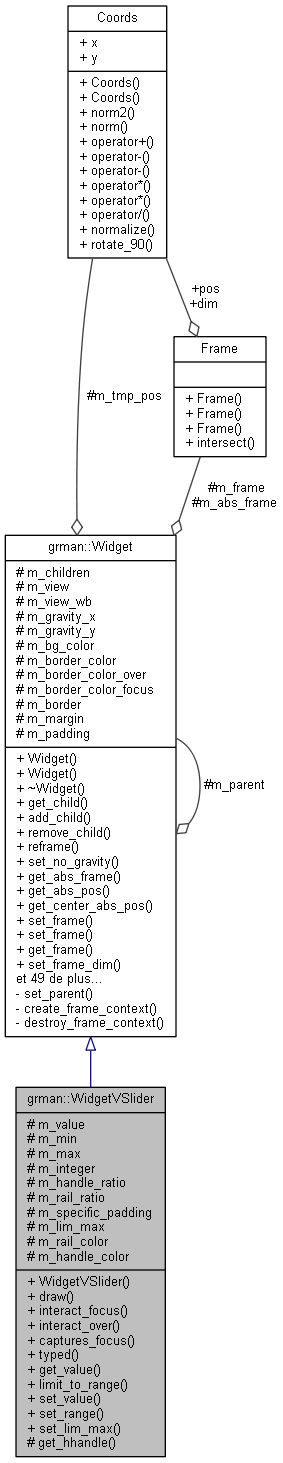 Coords
+ x
+ y
+ Coords()
+ Coords()
+ norm2()
+ norm()
+ operator+()
+ operator-()
+ operator-()
+ operator*()
+ operator*()
+ operator/()
+ normalize()
+ rotate_90()
+pos
+dim
Frame
+ Frame()
+ Frame()
+ Frame()
+ intersect()
#m_tmp_pos
#m_frame
#m_abs_frame
grman::Widget
# m_children
# m_view
# m_view_wb
# m_gravity_x
# m_gravity_y
# m_bg_color
# m_border_color
# m_border_color_over
# m_border_color_focus
# m_border
# m_margin
# m_padding
+ Widget()
+ Widget()
+ ~Widget()
+ get_child()
+ add_child()
+ remove_child()
+ reframe()
+ set_no_gravity()
+ get_abs_frame()
+ get_abs_pos()
+ get_center_abs_pos()
+ set_frame()
+ set_frame()
+ get_frame()
+ set_frame_dim()
et 49 de plus...
- set_parent()
- create_frame_context()
- destroy_frame_context()
#m_parent
grman::WidgetVSlider
# m_value
# m_min
# m_max
# m_integer
# m_handle_ratio
# m_rail_ratio
# m_specific_padding
# m_lim_max
# m_rail_color
# m_handle_color
+ WidgetVSlider()
+ draw()
+ interact_focus()
+ interact_over()
+ captures_focus()
+ typed()
+ get_value()
+ limit_to_range()
+ set_value()
+ set_range()
+ set_lim_max()
# get_hhandle()